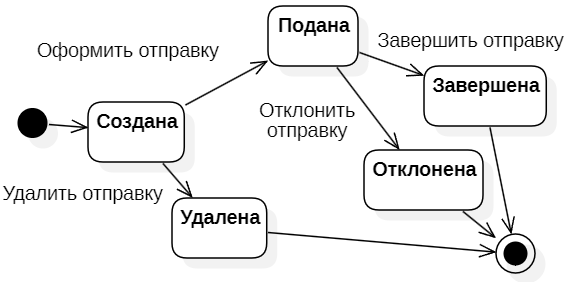 Подана
Оформить отправку
Завершить отправку
Завершена
Создана
Отклонить
отправку
Отклонена
Удалить отправку
Удалена